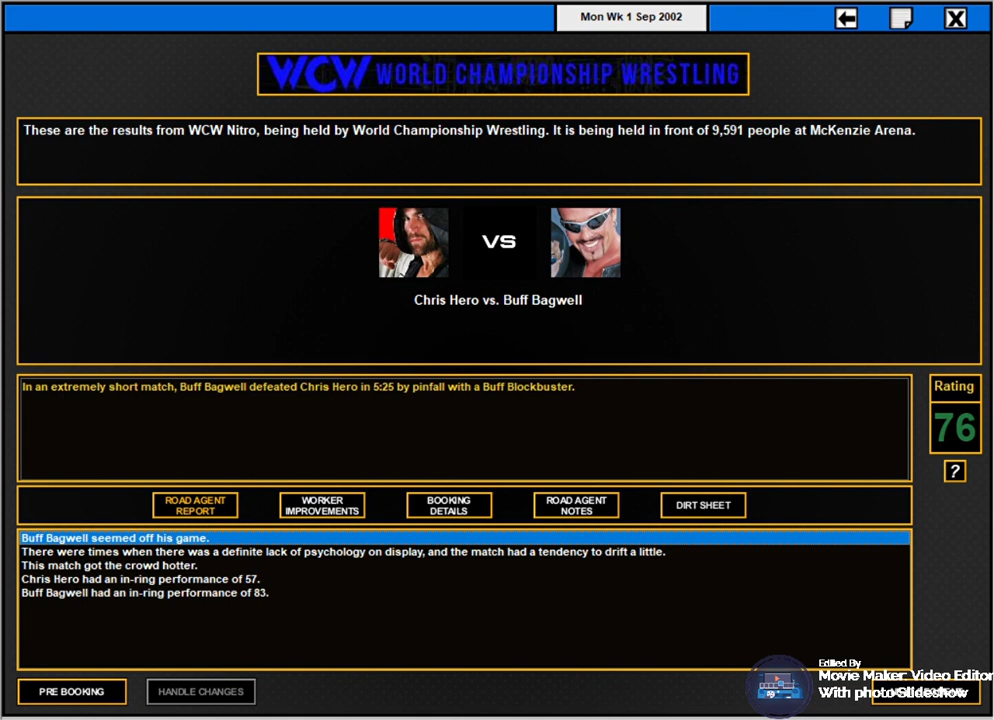 Mon Wk 1 Sep 2002
WCW WORLD CHAMPIONSHIP WRESTLING
These are the results from WCW Nitro, being held by World Championship Wrestling. It is being held in front of 9,591 people at McKenzie Arena.
VS
Chris Hero vs. Buff Bagwell
In an extremely short match, Buff Bagwell defeated Chris Hero in 5:25 by pinfall with a Buff Blockbuster.
Rating
76
?
ROAD AGENT REPORT
WORKER IMPROVEMENTS
BOOKING DETAILS
ROAD AGENT NOTES
DIRT SHEET
Buff Bagwell seemed off his game.
There were times when there was a definite lack of psychology on display, and the match had a tendency to drift a little.
This match got the crowd hotter.
Chris Hero had an in-ring performance of 57.
Buff Bagwell had an in-ring performance of 83.
PRE BOOKING
HANDLE CHANGES
Edited By
Movie Maker: Video Editor
With photo Slideshow